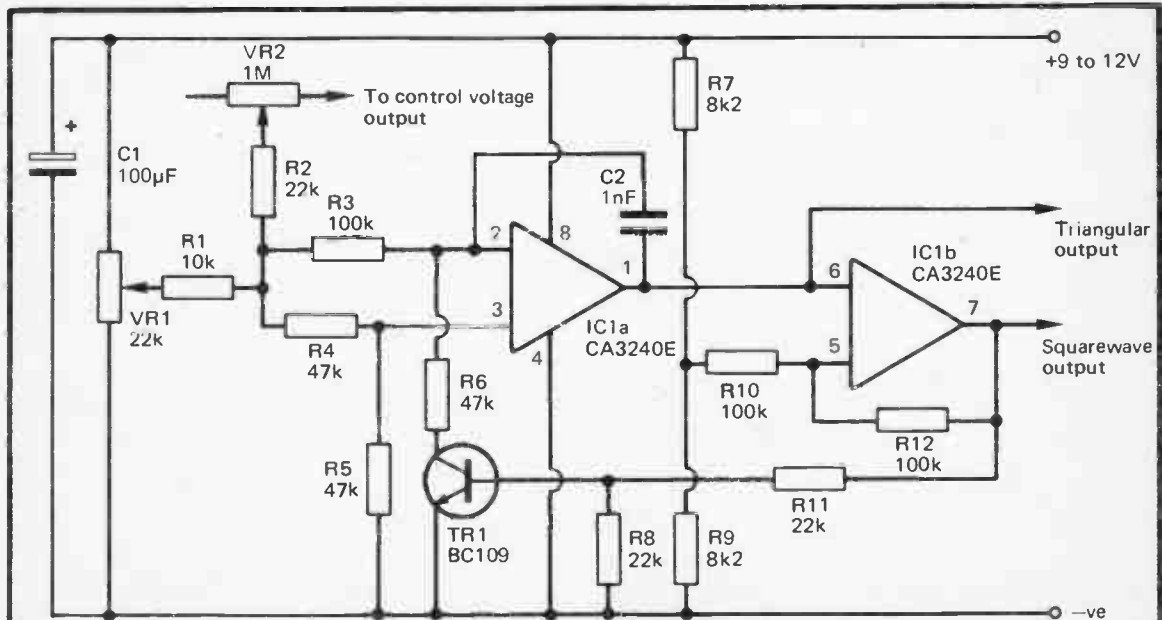 VR2
1M
To control voltage
output
+9 to 12V
R7
8k2
+
C1
100µF
R2
22k
R3
100k
C2
1nF
R1
10k
VR1
22k
2
8
1
3
4
IC1a
CA3240E
Triangular
output
IC1b
CA3240E
6
7
5
Squarewave
output
R4
47k
R6
47k
R10
100k
R12
100k
R5
47k
R11
22k
TR1
BC109
R8
22k
R9
8k2
−ve